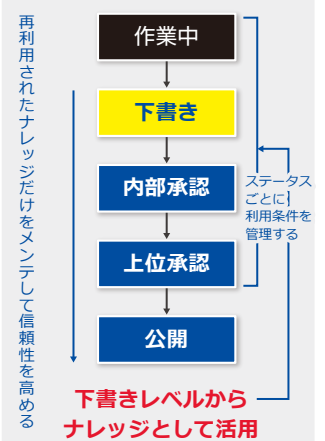 再利用されたナレッジだけをメンテして信頼性を高める
作業中
下書き
内部承認
上位承認
公開
ステータス
ごとに
利用条件を
管理する
下書きレベルから
ナレッジとして活用